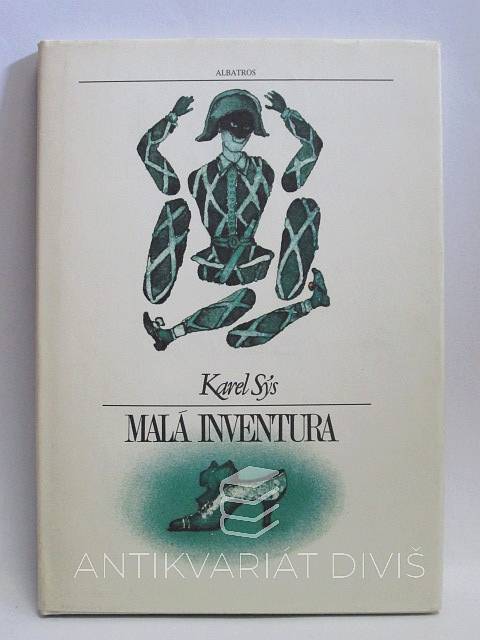 ALBATROS
Karel Sýs
MALÁ INVENTURA
ANTIKVARIÁT DIVIŠ